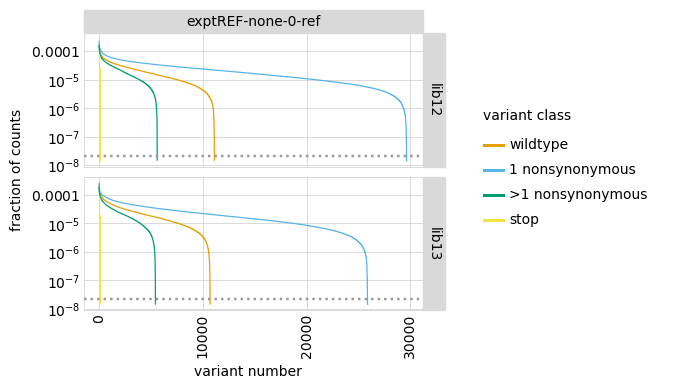 exptREF-none-0-ref
fraction of counts
0.0001
10⁻⁵
10⁻⁶
10⁻⁷
10⁻⁸
lib12
0.0001
10⁻⁵
10⁻⁶
10⁻⁷
10⁻⁸
lib13
0
10000
20000
30000
variant number
variant class
wildtype
1 nonsynonymous
>1 nonsynonymous
stop